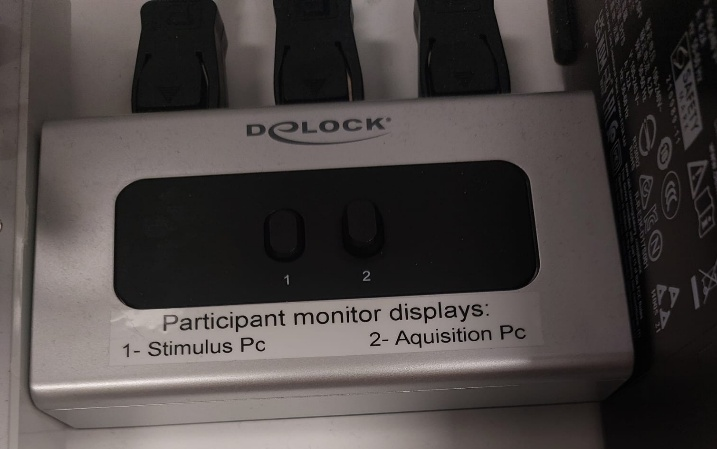 DeLOCK
1 2
Participant monitor displays:
1- Stimulus Pc 2- Aquisition Pc